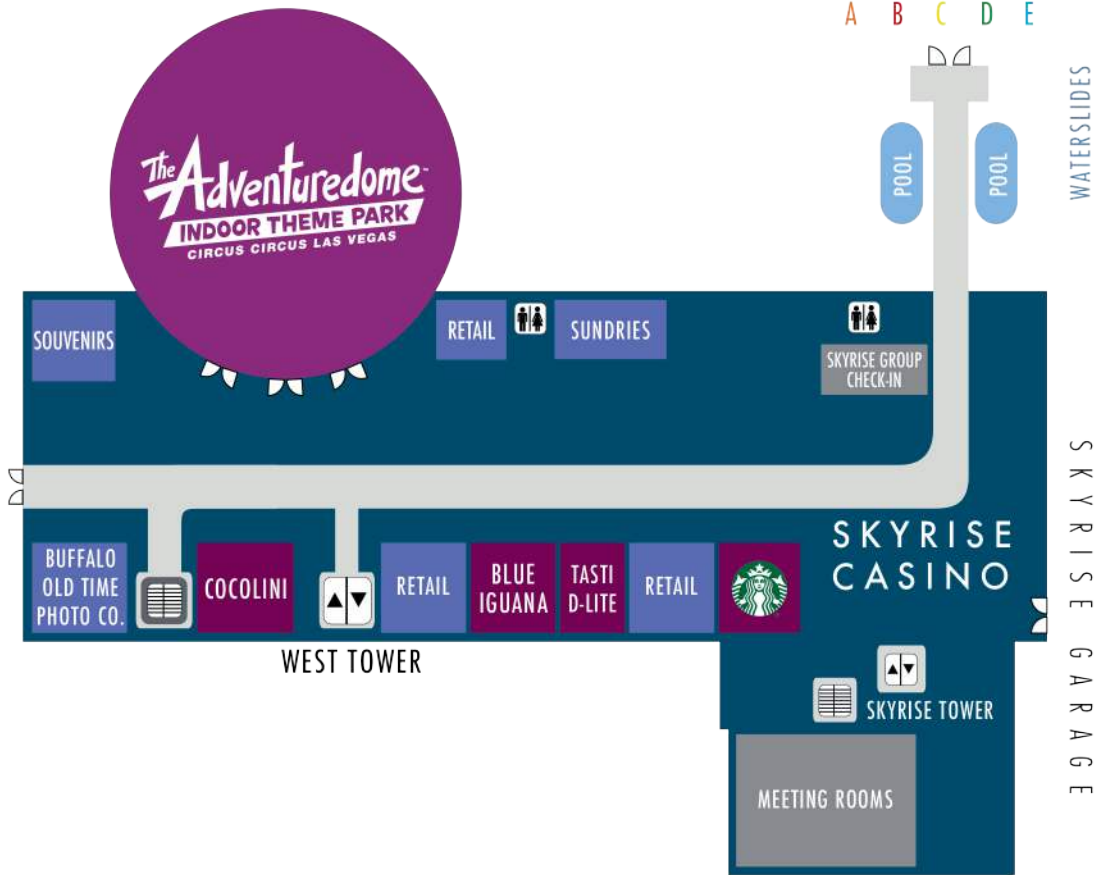 A B C D E
WATERSLIDES
POOL
POOL
The Adventuredome™
INDOOR THEME PARK
CIRCUS CIRCUS LAS VEGAS
SOUVENIRS
RETAIL
SUNDRIES
SKYRISE GROUP
CHECK-IN
SKYRISE GARAGE
SKYRISE
CASINO
BUFFALO
OLD TIME
PHOTO CO.
COCOLINI
RETAIL
BLUE
IGUANA
TASTI
D-LITE
RETAIL
WEST TOWER
SKYRISE TOWER
MEETING ROOMS